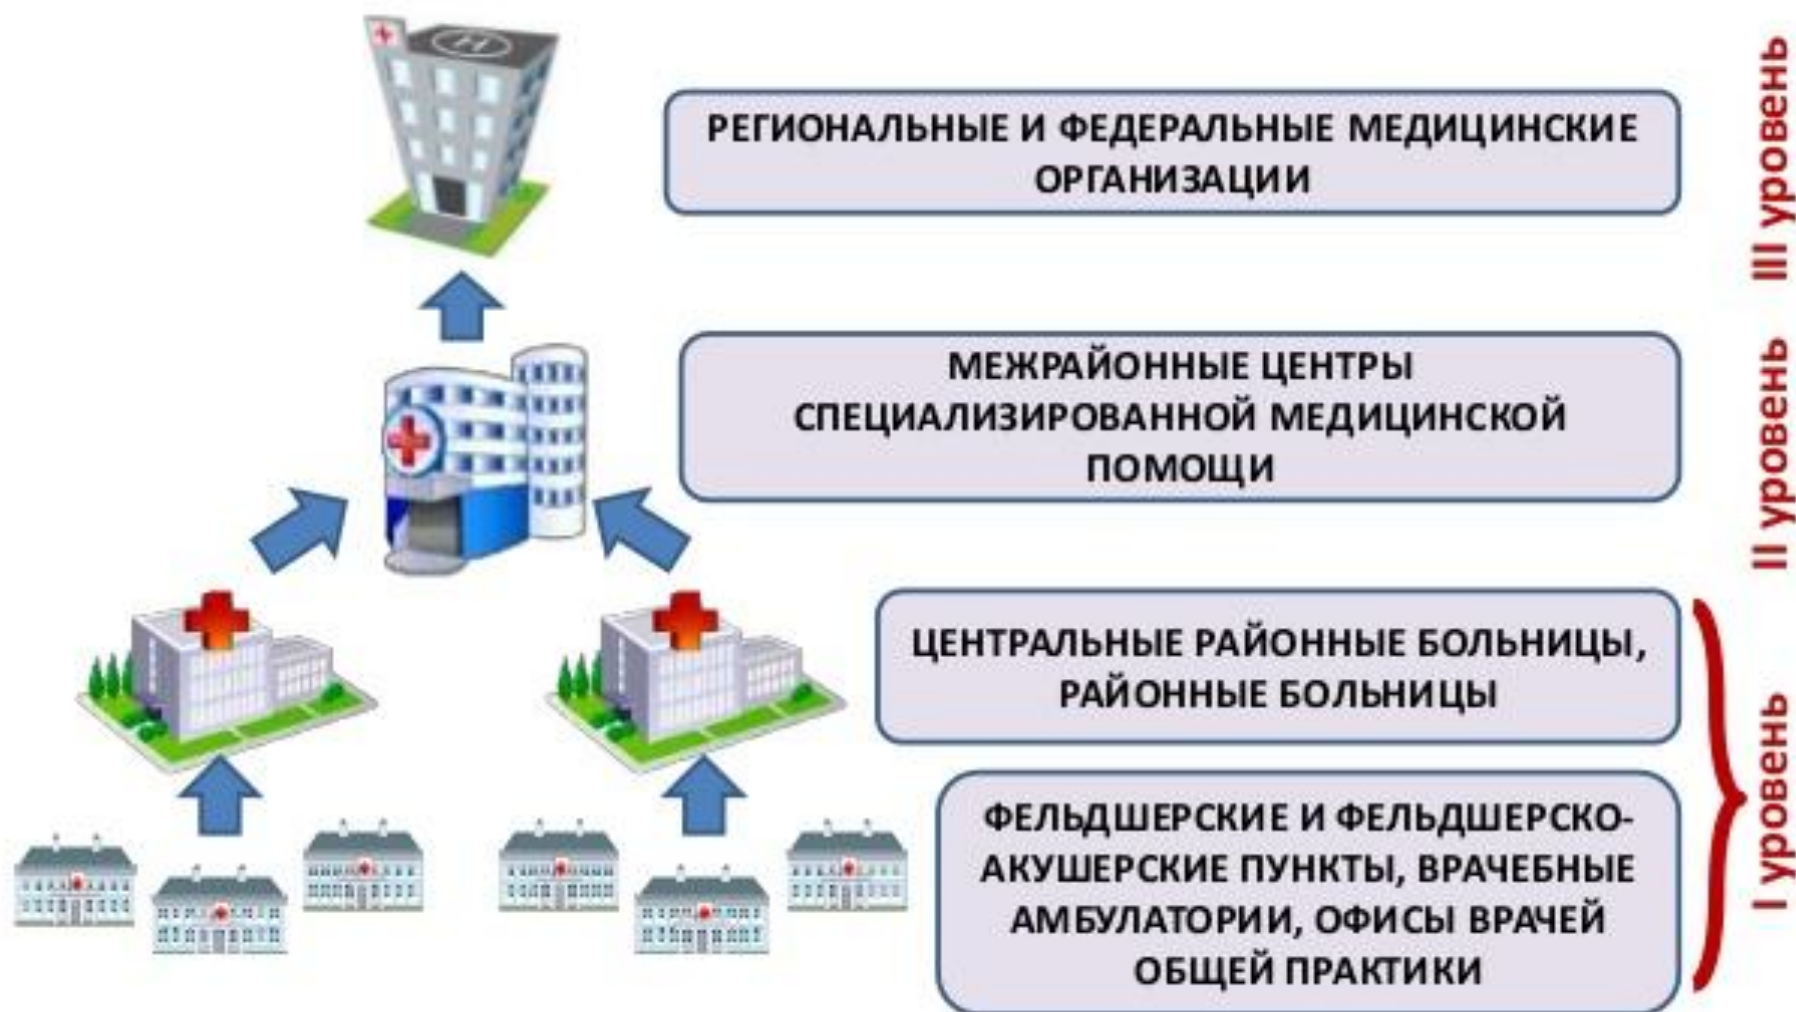 РЕГИОНАЛЬНЫЕ И ФЕДЕРАЛЬНЫЕ МЕДИЦИНСКИЕ
ОРГАНИЗАЦИИ
III уровень
МЕЖРАЙОННЫЕ ЦЕНТРЫ
СПЕЦИАЛИЗИРОВАННОЙ МЕДИЦИНСКОЙ
ПОМОЩИ
II уровень
ЦЕНТРАЛЬНЫЕ РАЙОННЫЕ БОЛЬНИЦЫ,
РАЙОННЫЕ БОЛЬНИЦЫ
ФЕЛЬДШЕРСКИЕ И ФЕЛЬДШЕРСКО-
АКУШЕРСКИЕ ПУНКТЫ, ВРАЧЕБНЫЕ
АМБУЛАТОРИИ, ОФИСЫ ВРАЧЕЙ
ОБЩЕЙ ПРАКТИКИ
I уровень
H